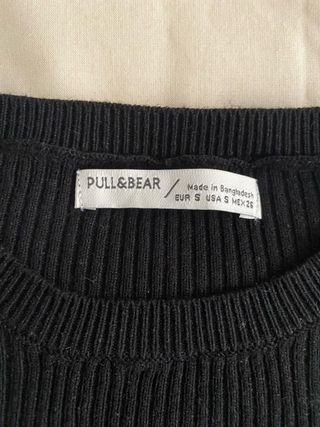 PULL&BEAR
Made in Bangladesh
EUR S USA S MEX 26